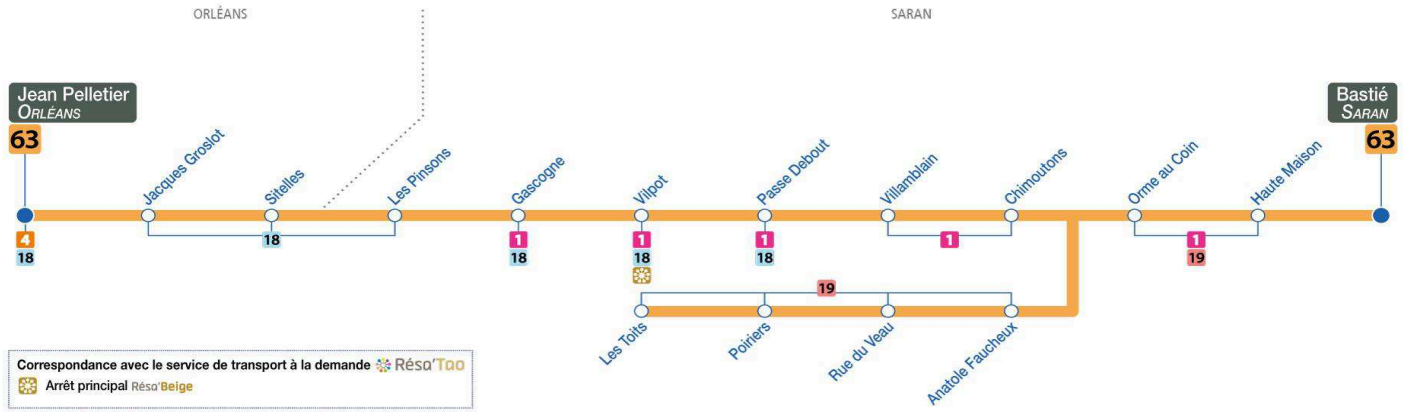 ORLÉANS
SARAN
Jean Pelletier
ORLÉANS
63
Bastié
SARAN
63
Jacques Groslot
Sitelles
Les Pinsons
Gascogne
Vilpot
Passe Debout
Villamblain
Chimoutons
Orme au Coin
Haute Maison
4
18
18
1
18
1
18
1
18
1
1
19
19
Les Toits
Poiriers
Rue du Veau
Anatole Faucheux
Correspondance avec le service de transport à la demande Résa'Tao
Arrêt principal Résa'Beige